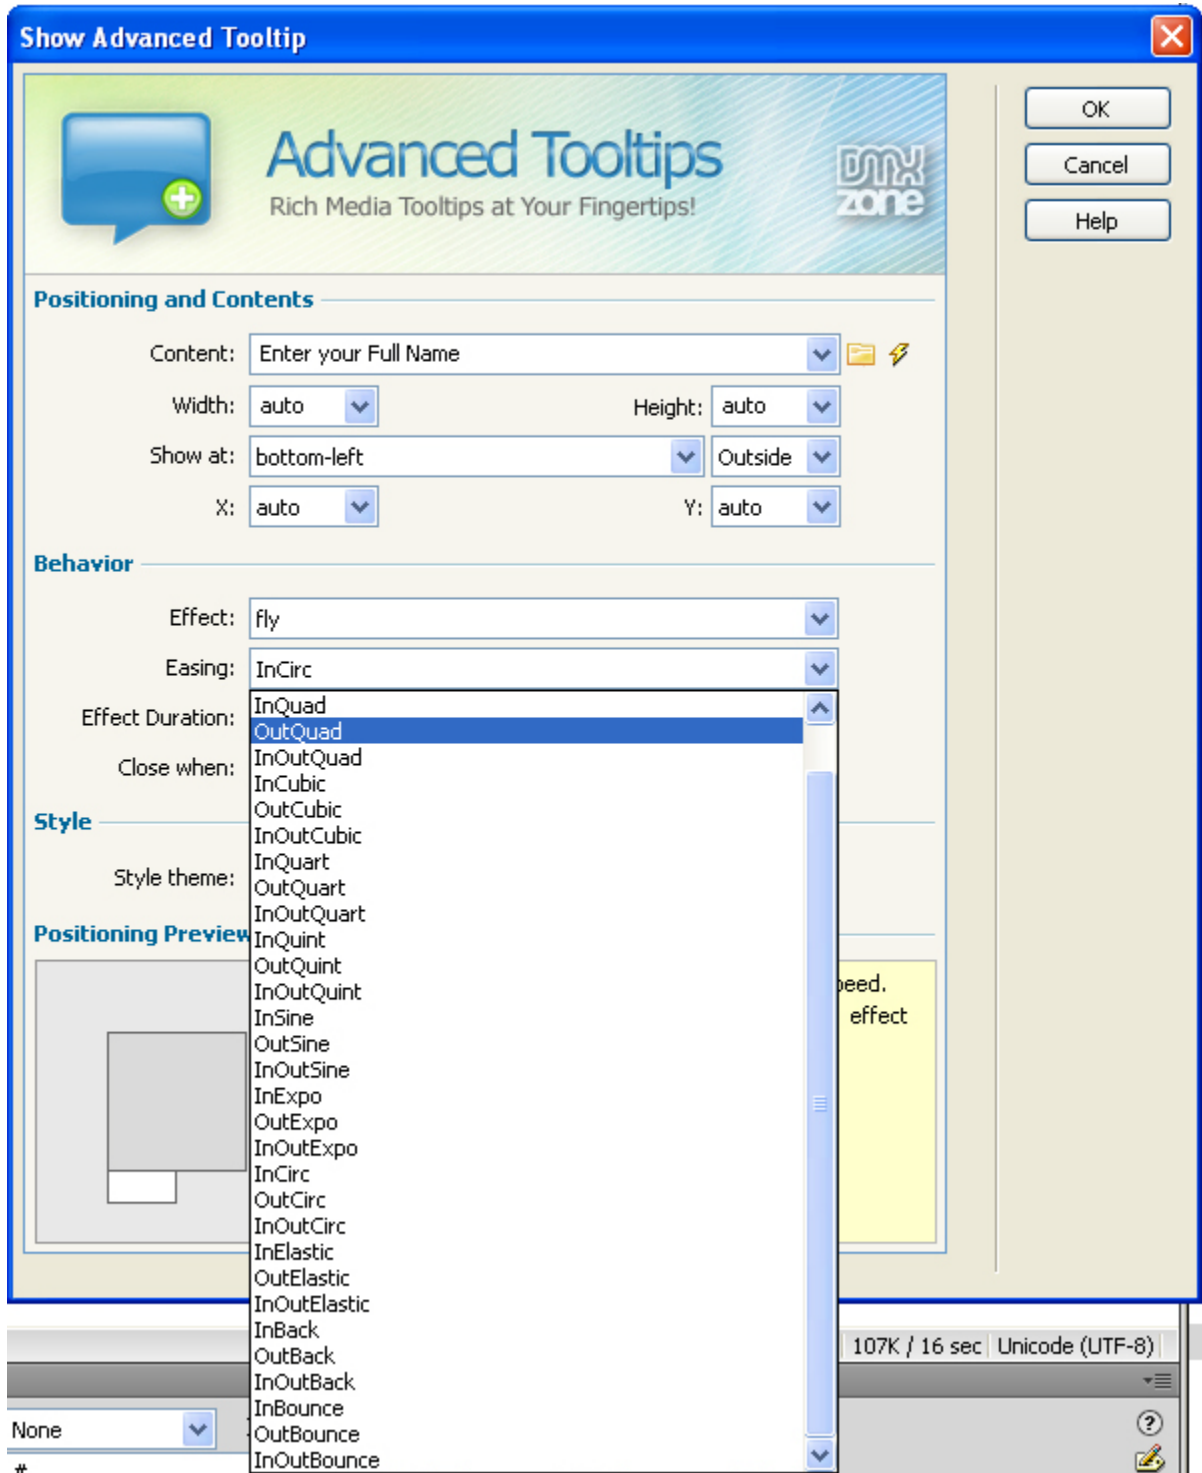 Show Advanced Tooltip
Advanced Tooltips
Rich Media Tooltips at Your Fingertips!
DMX
zone
OK
Cancel
Help
Positioning and Contents
Content: Enter your Full Name
Width: auto Height: auto
Show at: bottom-left Outside
X: auto Y: auto
Behavior
Effect: fly
Easing: InCirc
Effect Duration:
Close when:
Style
Style theme:
Positioning Preview
InQuad
OutQuad
InOutQuad
InCubic
OutCubic
InOutCubic
InQuart
OutQuart
InOutQuart
InQuint
OutQuint
InOutQuint
InSine
OutSine
InOutSine
InExpo
OutExpo
InOutExpo
InCirc
OutCirc
InOutCirc
InElastic
OutElastic
InOutElastic
InBack
OutBack
InOutBack
InBounce
OutBounce
InOutBounce
effect
107K / 16 sec Unicode (UTF-8)
None
#